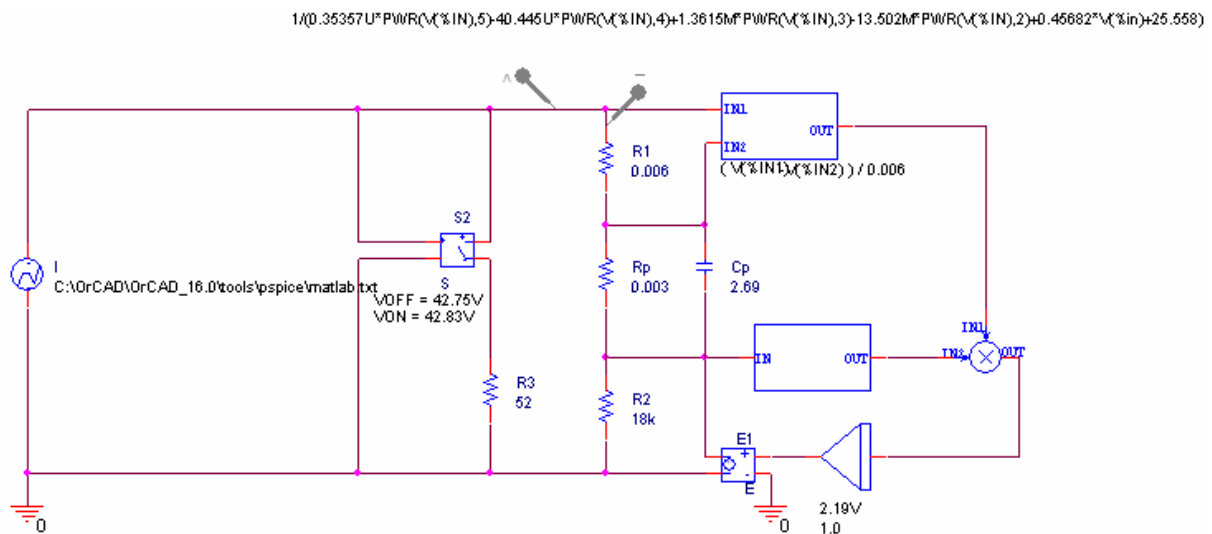 1/(0.35357U*PWR(V(%IN),5)-40.445U*PWR(V(%IN),4)+1.3615M*PWR(V(%IN),3)-13.502M*PWR(V(%IN),2)+0.45682*V(%in)+25.558)
A
IN1
OUT
IN2
R1
0.006
(V(%IN1)V(%IN2))/0.006
S2
S
VOFF = 42.75V
VON = 42.83V
I
C:\OrCAD\OrCAD_16.0\tools\pspice\matlab.txt
Rp
0.003
Cp
2.69
IN1
IN2
OUT
IN
OUT
R3
52
R2
18k
E1
E
2.19V
1.0
0
0